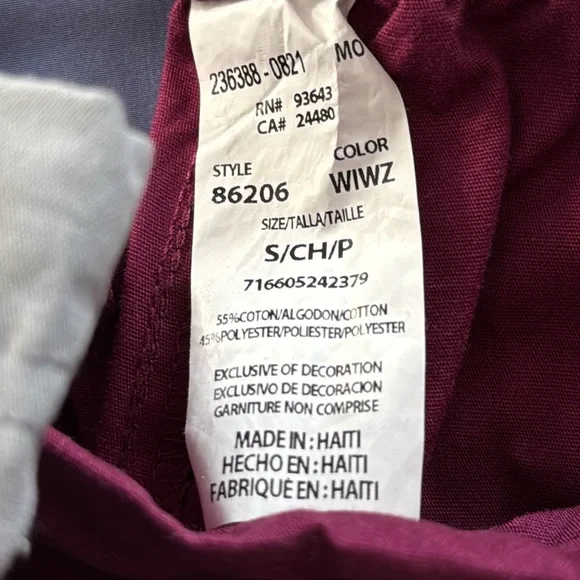 236388-0821 MO
RN# 93643
CA# 24480
STYLE COLOR
86206 WIWZ
SIZE/TALLA/TAILLE
S/CH/P
716605242379
55%COTON/ALGODON/COTTON
45%POLYESTER/POLIESTER/POLYESTER
EXCLUSIVE OF DECORATION
EXCLUSIVO DE DECORACION
GARNITURE NON COMPRISE
MADE IN : HAITI
HECHO EN : HAITI
FABRIQUÉ EN : HAITI